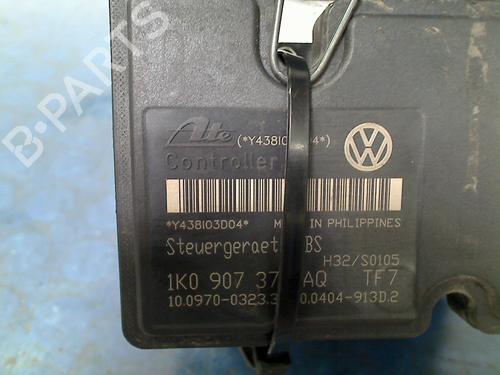 B-PARTS
Ate (*Y438I0 04*)
Controller
*Y438I03D04* M IN PHILIPPINES
Steuergeraet BS
H32/S0105
1K0 907 37 AQ TF7
10.0970-0323.3 0.0404-913D.2